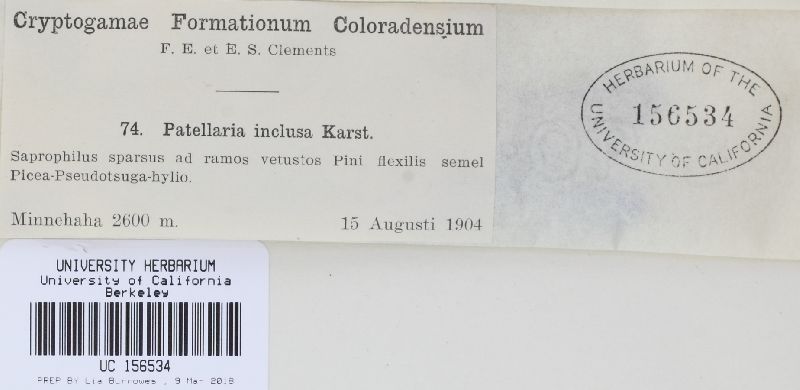 Cryptogamae Formationum Coloradensium
F. E. et E. S. Clements
74. Patellaria inclusa Karst.
Saprophilus sparsus ad ramos vetustos Pini flexilis semel
Picea-Pseudotsuga-hylio.
Minnehaha 2600 m. 15 Augusti 1904
HERBARIUM OF THE
156534
UNIVERSITY OF CALIFORNIA
UNIVERSITY HERBARIUM
University of California
Berkeley
UC 156534
PREP BY Lia Burrowes , 9 Mar 2018